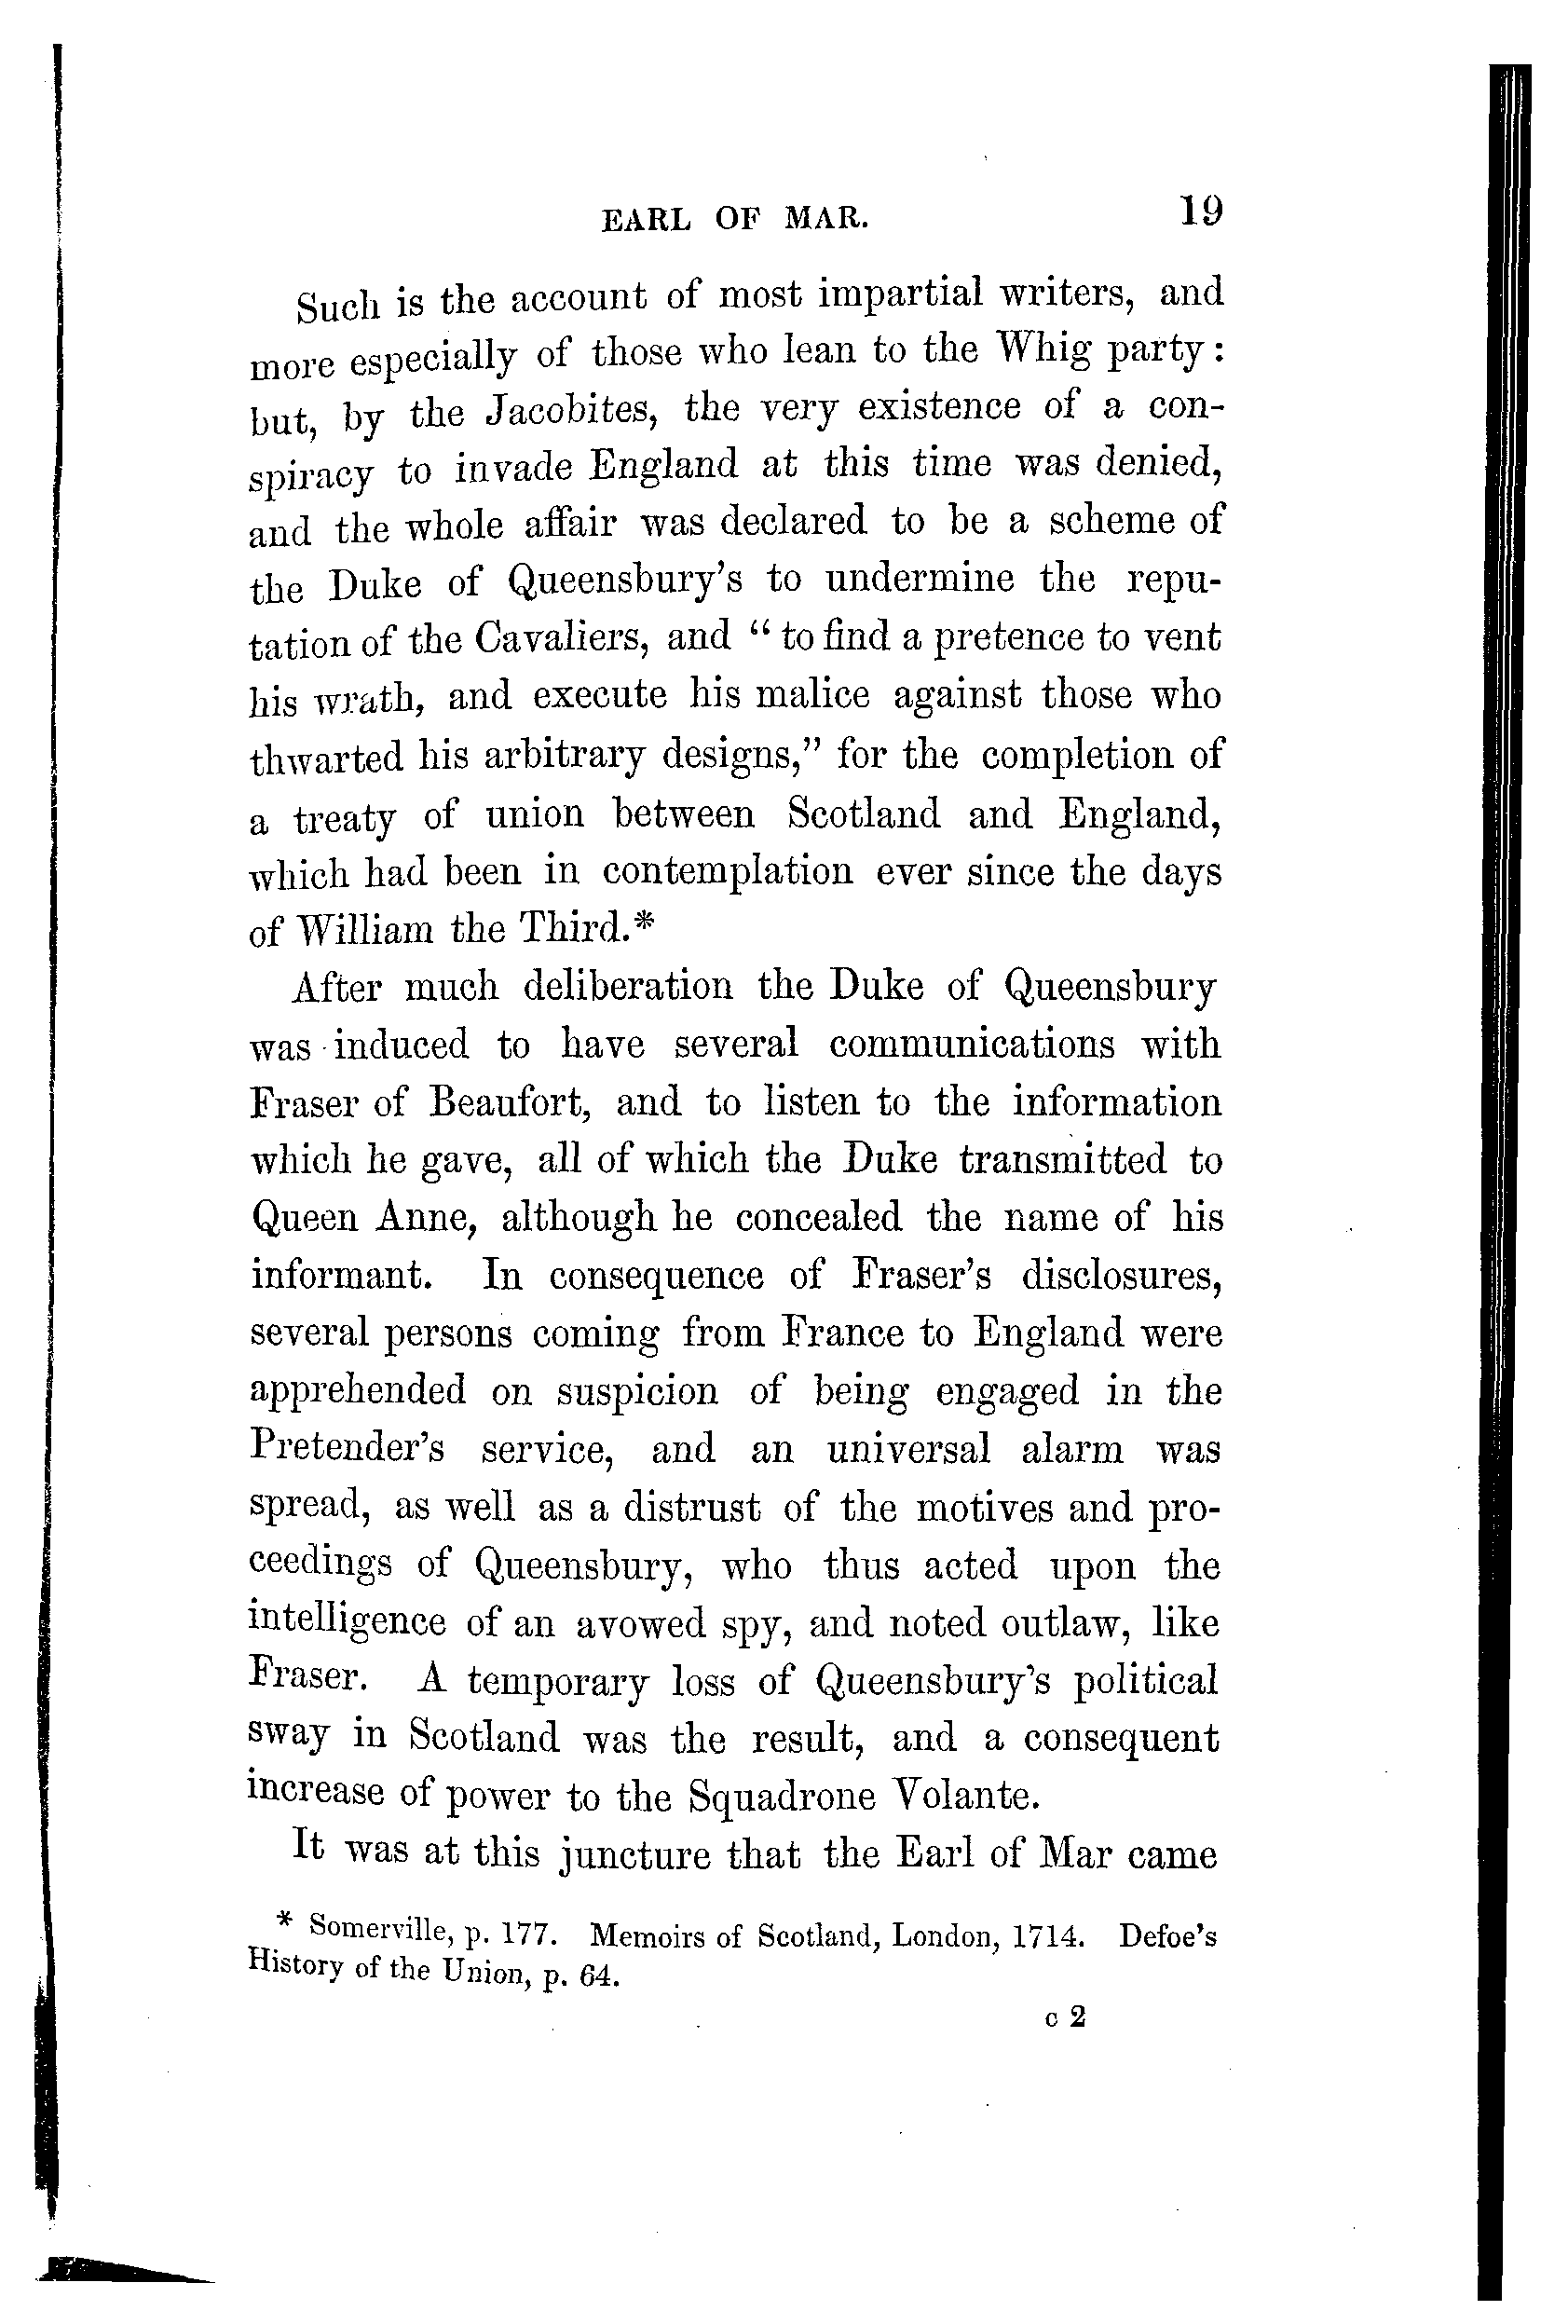 EARL OF MAR. 19
Such is the account of most impartial writers, and
more especially of those who lean to the Whig party:
but, by the Jacobites, the very existence of a con-
spiracy to invade England at this time was denied,
and the whole affair was declared to be a scheme of
the Duke of Queensbury's to undermine the repu-
tation of the Cavaliers, and "to find a pretence to vent
his wrath, and execute his malice against those who
thwarted his arbitrary designs," for the completion of
a treaty of union between Scotland and England,
which had been in contemplation ever since the days
of William the Third.*
After much deliberation the Duke of Queensbury
was induced to have several communications with
Fraser of Beaufort, and to listen to the information
which he gave, all of which the Duke transmitted to
Queen Anne, although he concealed the name of his
informant. In consequence of Fraser's disclosures,
several persons coming from France to England were
apprehended on suspicion of being engaged in the
Pretender's service, and an universal alarm was
spread, as well as a distrust of the motives and pro-
ceedings of Queensbury, who thus acted upon the
intelligence of an avowed spy, and noted outlaw, like
Fraser. A temporary loss of Queensbury's political
sway in Scotland was the result, and a consequent
increase of power to the Squadrone Volante.
It was at this juncture that the Earl of Mar came
* Somerville, p. 177. Memoirs of Scotland, London, 1714. Defoe's
History of the Union, p. 64.
c 2